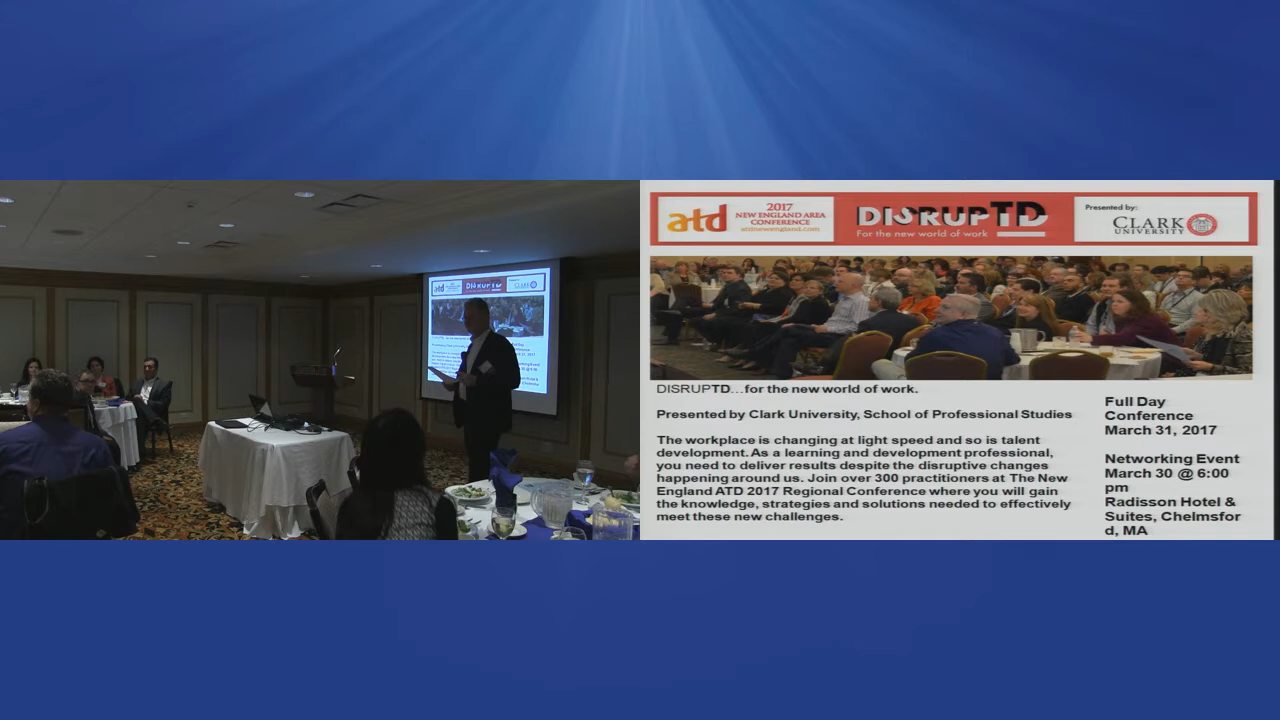 atd
2017
NEW ENGLAND AREA
CONFERENCE
atdnewengland.com
DISRUPTD
For the new world of work
Presented by:
CLARK
UNIVERSITY
DISRUPTD...for the new world of work.
Presented by Clark University, School of Professional Studies
The workplace is changing at light speed and so is talent
development. As a learning and development professional,
you need to deliver results despite the disruptive changes
happening around us. Join over 300 practitioners at The New
England ATD 2017 Regional Conference where you will gain
the knowledge, strategies and solutions needed to effectively
meet these new challenges.
Full Day
Conference
March 31, 2017
Networking Event
March 30 @ 6:00
pm
Radisson Hotel &
Suites, Chelmsfor
d, MA
atd
CLARK